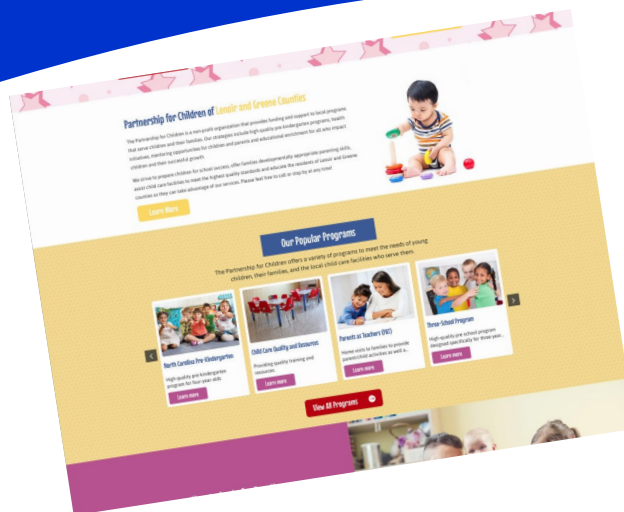 Partnership for Children of Lenoir and Greene Counties
The Partnership for Children is a non-profit organization that provides funding and support to local programs
that serve children and their families. Our strategies include high-quality pre-kindergarten programs, health
initiatives, mentoring opportunities for children and parents and educational enrichment for all who impact
children and their successful growth.
We strive to prepare children for school success, offer families developmentally appropriate parenting skills,
assist child care facilities to meet the highest quality standards and educate the residents of Lenoir and Greene
counties so they can take advantage of our services. Please feel free to call or stop by at any time!
Learn More
Our Popular Programs
The Partnership for Children offers a variety of programs to meet the needs of young
children, their families, and the local child care facilities who serve them.
North Carolina Pre-Kindergarten
High-quality pre-kindergarten
program for four-year-olds
Learn more
Child Care Quality and Resources
Providing quality training and
resources.
Learn more
Parents as Teachers (PAT)
Home visits to families to provide
parent-child activities as well a...
Learn more
Three-School Program
High-quality pre-school program
designed specifically for three-year...
Learn more
View All Programs